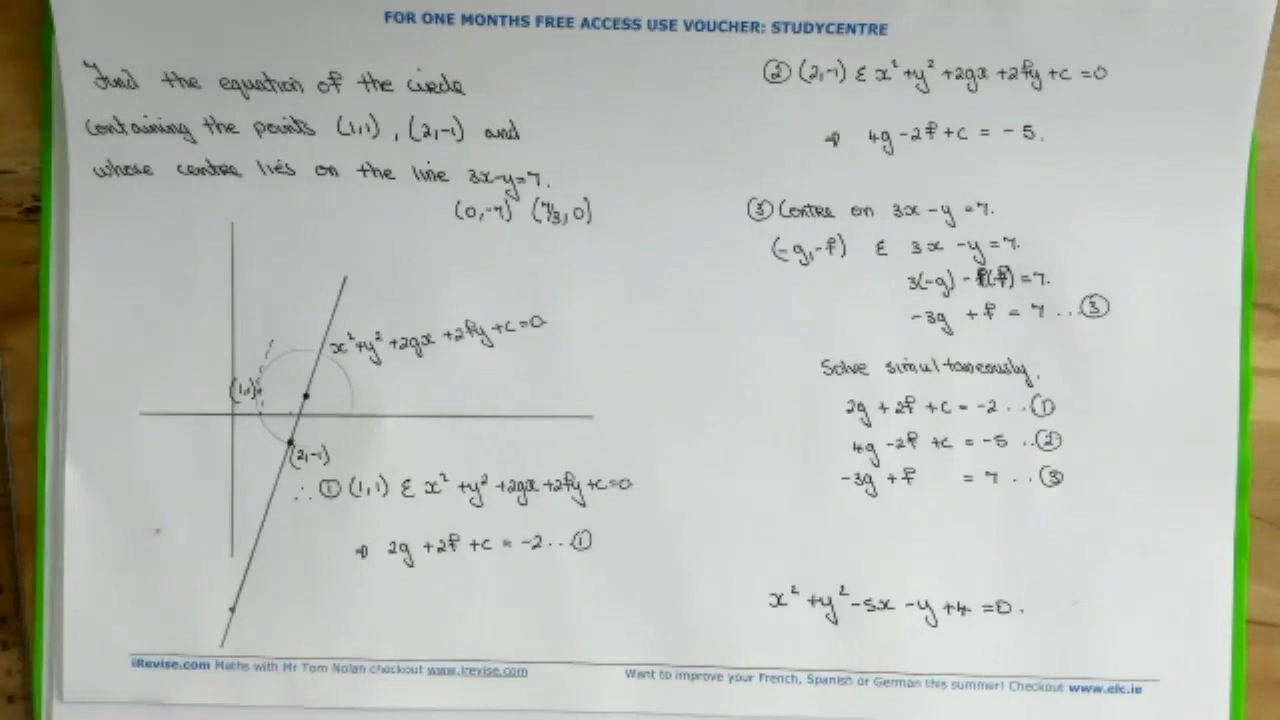 FOR ONE MONTHS FREE ACCESS USE VOUCHER: STUDYCENTRE
Find the equation of the circle
containing the points (1,1), (2,-1) and
whose centre lies on the line 3x-y=7.
(0,-7) (7/3,0)
x²+y²+2gx+2fy+c=0
(1,1)
(2,-1)
∴ ① (1,1) ∈ x²+y²+2gx+2fy+c=0
⇒ 2g+2f+c = -2...①
② (2,-1) ∈ x²+y²+2gx+2fy+c=0
⇒ 4g-2f+c = -5.
③ Centre on 3x-y=7.
(-g,-f) ∈ 3x-y=7.
3(-g) - (-f)=7.
-3g+f=7...③
Solve simultaneously.
2g+2f+c=-2...①
4g-2f+c=-5..②
-3g+f =7...③
x²+y²-5x-y+4=0.
iRevise.com Maths with Mr Tom Nolan checkout www.irevise.com
Want to improve your French, Spanish or German this summer! Checkout www.elc.ie